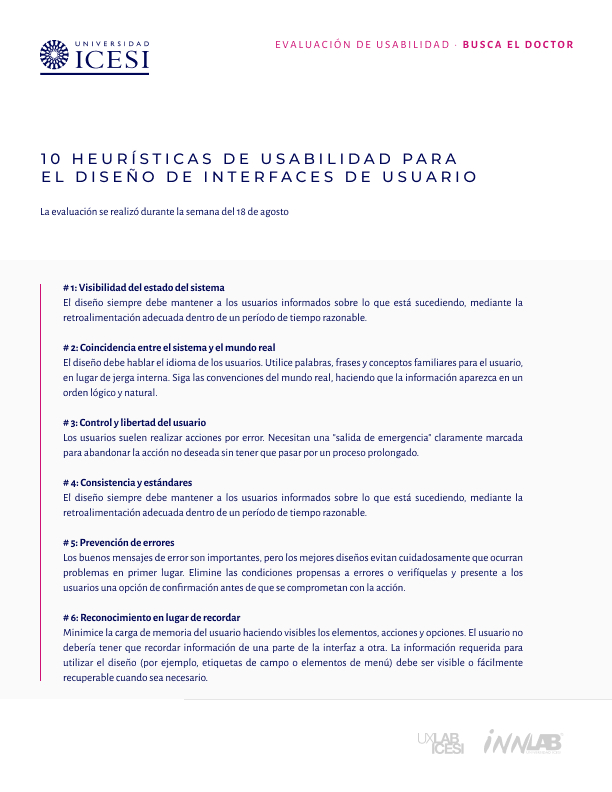 UNIVERSIDAD
ICESI
EVALUACIÓN DE USABILIDAD · BUSCA EL DOCTOR
10 HEURÍSTICAS DE USABILIDAD PARA
EL DISEÑO DE INTERFACES DE USUARIO
La evaluación se realizó durante la semana del 18 de agosto
# 1: Visibilidad del estado del sistema
El diseño siempre debe mantener a los usuarios informados sobre lo que está sucediendo, mediante la
retroalimentación adecuada dentro de un período de tiempo razonable.
# 2: Coincidencia entre el sistema y el mundo real
El diseño debe hablar el idioma de los usuarios. Utilice palabras, frases y conceptos familiares para el usuario,
en lugar de jerga interna. Siga las convenciones del mundo real, haciendo que la información aparezca en un
orden lógico y natural.
# 3: Control y libertad del usuario
Los usuarios suelen realizar acciones por error. Necesitan una "salida de emergencia" claramente marcada
para abandonar la acción no deseada sin tener que pasar por un proceso prolongado.
# 4: Consistencia y estándares
El diseño siempre debe mantener a los usuarios informados sobre lo que está sucediendo, mediante la
retroalimentación adecuada dentro de un período de tiempo razonable.
# 5: Prevención de errores
Los buenos mensajes de error son importantes, pero los mejores diseños evitan cuidadosamente que ocurran
problemas en primer lugar. Elimine las condiciones propensas a errores o verifíquelas y presente a los
usuarios una opción de confirmación antes de que se comprometan con la acción.
# 6: Reconocimiento en lugar de recordar
Minimice la carga de memoria del usuario haciendo visibles los elementos, acciones y opciones. El usuario no
debería tener que recordar información de una parte de la interfaz a otra. La información requerida para
utilizar el diseño (por ejemplo, etiquetas de campo o elementos de menú) debe ser visible o fácilmente
recuperable cuando sea necesario.
UXLAB
ICESI
iNNLAB